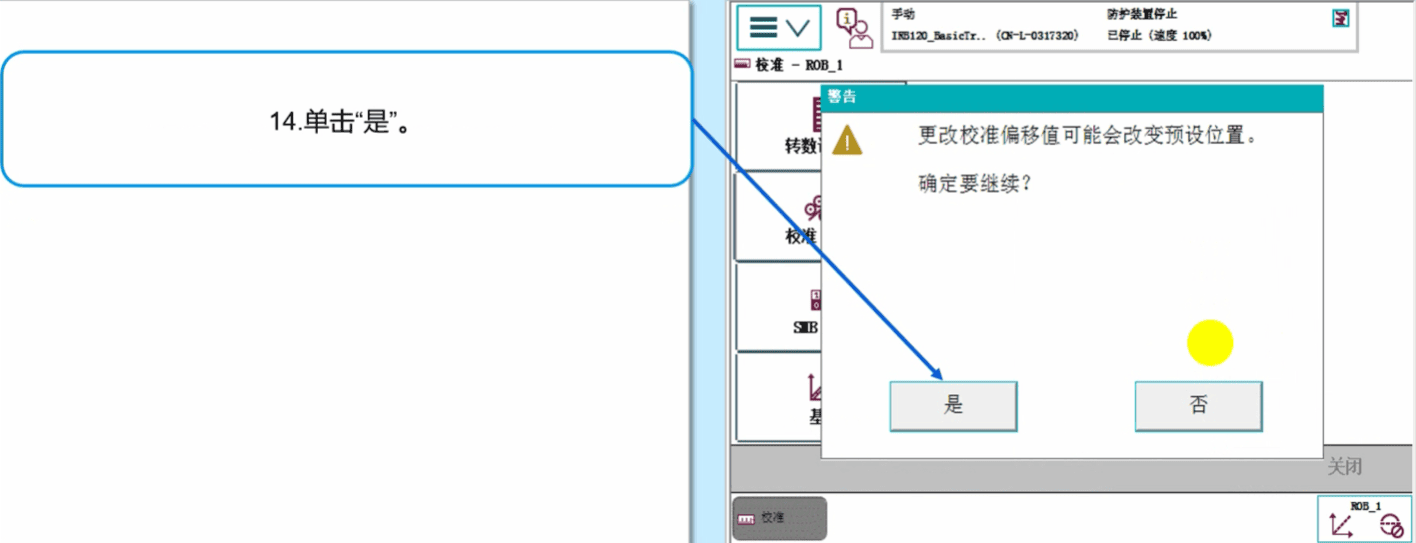 14.单击“是”。
手动
防护装置停止
IRB120_BasicTr.. (CN-L-0317320)
已停止 (速度 100%)
校准 - ROB_1
警告
更改校准偏移值可能会改变预设位置。
确定要继续?
转数
校准
SMB
基
是
否
关闭
校准
ROB_1